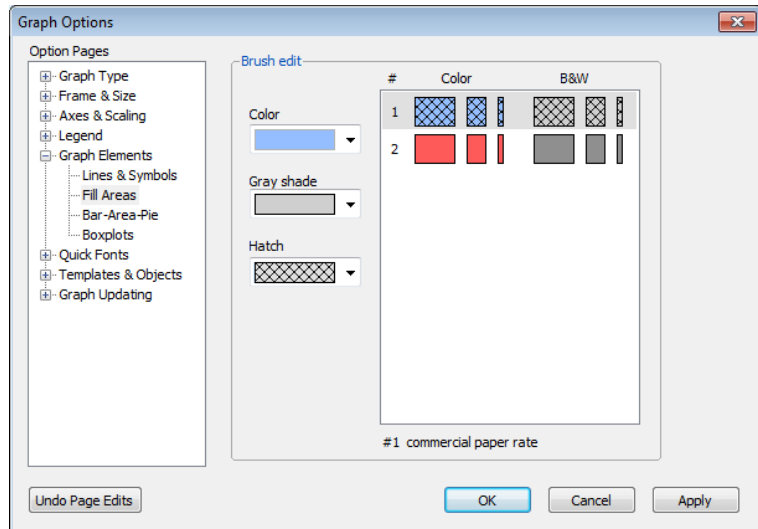 Graph Options
Option Pages
Graph Type
Frame & Size
Axes & Scaling
Legend
Graph Elements
Lines & Symbols
Fill Areas
Bar-Area-Pie
Boxplots
Quick Fonts
Templates & Objects
Graph Updating
Brush edit
Color
Gray shade
Hatch
# Color B&W
1
2
#1 commercial paper rate
Undo Page Edits
OK
Cancel
Apply